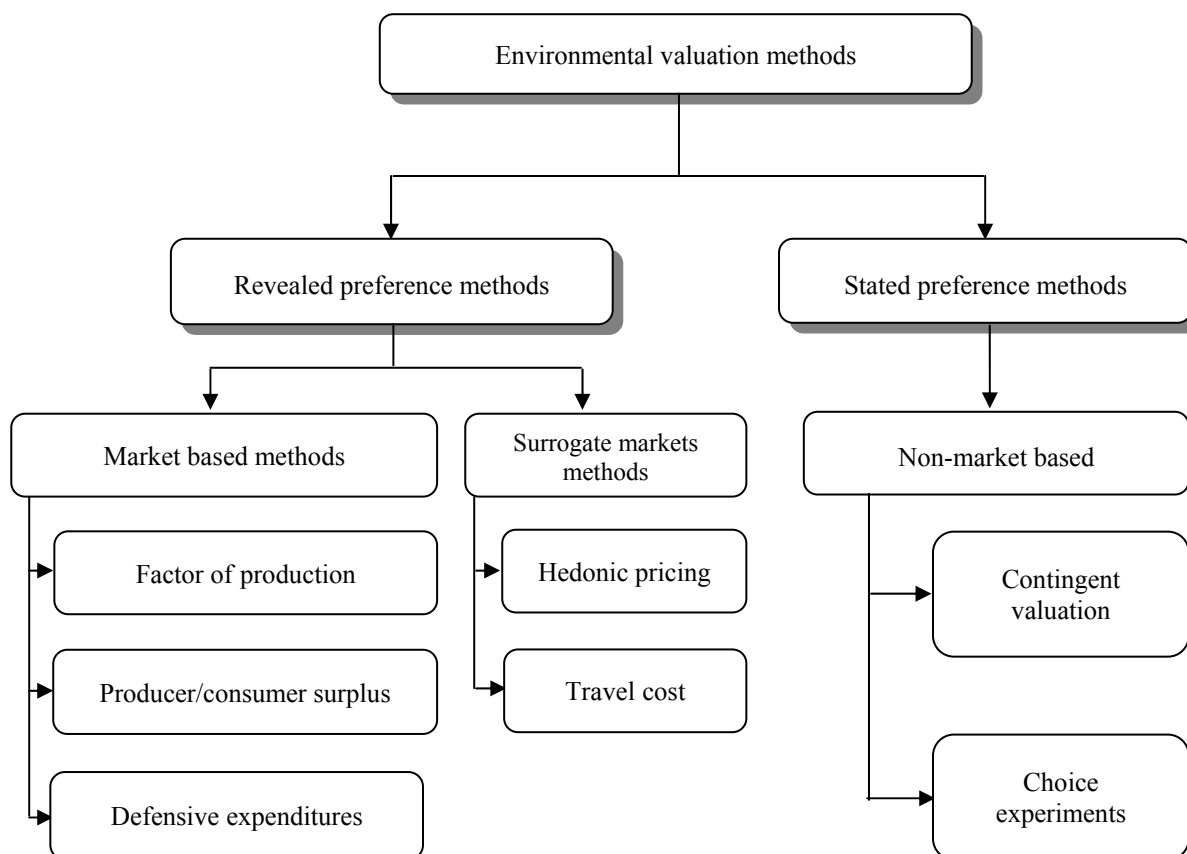 Environmental valuation methods
Revealed preference methods
Stated preference methods
Market based methods
Surrogate markets
methods
Non-market based
Factor of production
Hedonic pricing
Contingent
valuation
Producer/consumer surplus
Travel cost
Defensive expenditures
Choice
experiments